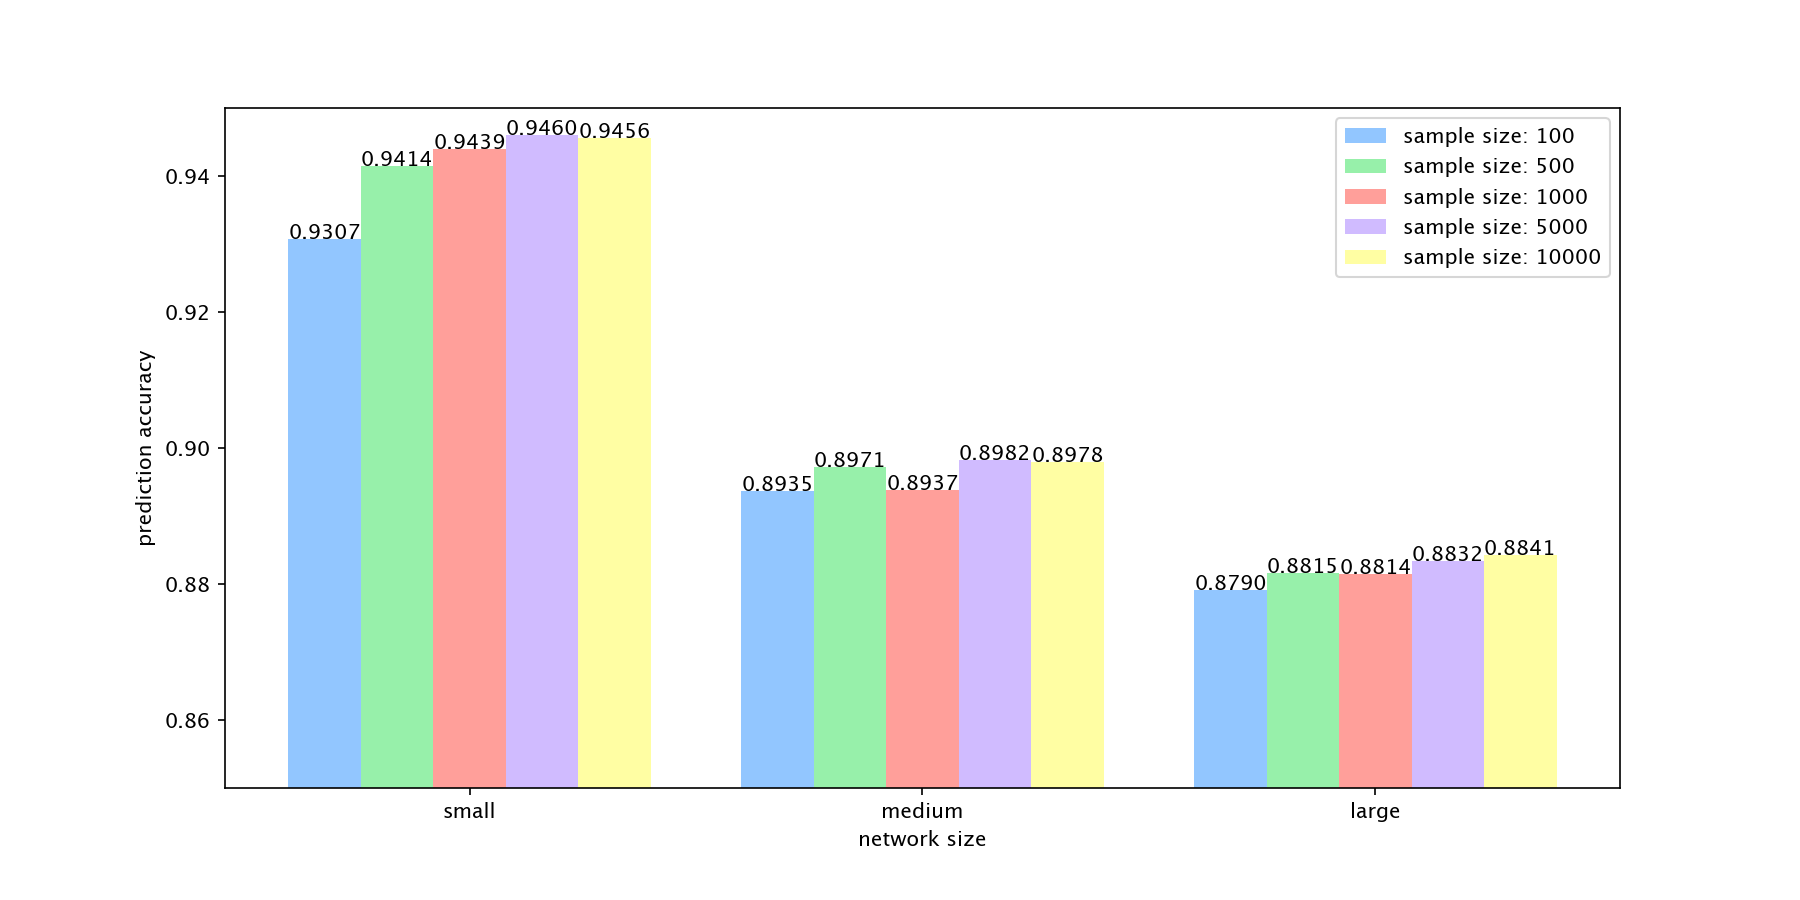 0.9307
0.9414
0.9439
0.9460
0.9456
0.8935
0.8971
0.8937
0.8982
0.8978
0.8790
0.8815
0.8814
0.8832
0.8841
sample size: 100
sample size: 500
sample size: 1000
sample size: 5000
sample size: 10000
0.94
0.92
0.90
0.88
0.86
prediction accuracy
small
medium
large
network size